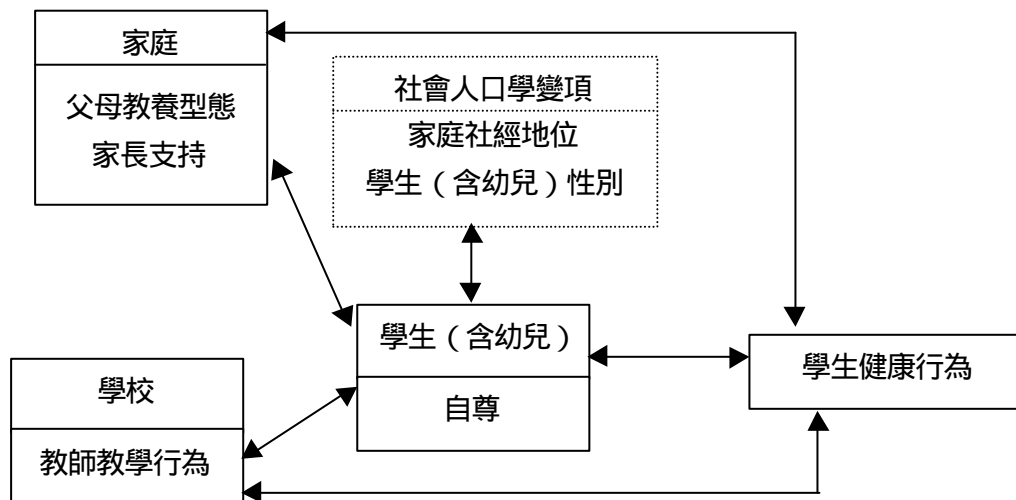 家庭
父母教養型態
家長支持
社會人口學變項
家庭社經地位
學生（含幼兒）性別
學生（含幼兒）
自尊
學生健康行為
學校
教師教學行為